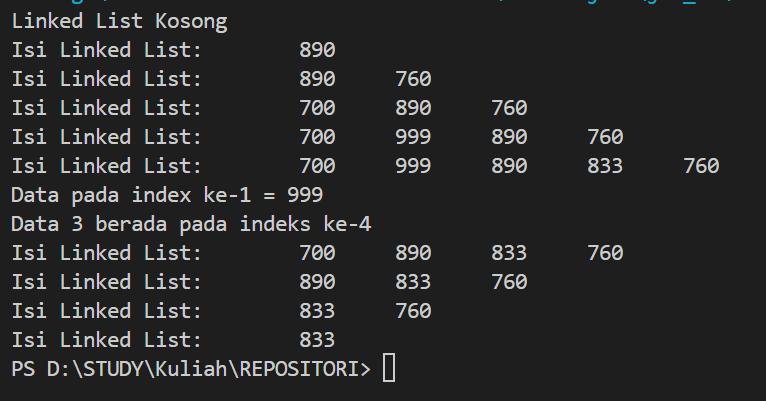 Linked List Kosong
Isi Linked List: 890
Isi Linked List: 890 760
Isi Linked List: 700 890 760
Isi Linked List: 700 999 890 760
Isi Linked List: 700 999 890 833 760
Data pada index ke-1 = 999
Data 3 berada pada indeks ke-4
Isi Linked List: 700 890 833 760
Isi Linked List: 890 833 760
Isi Linked List: 833 760
Isi Linked List: 833
PS D:\STUDY\Kuliah\REPOSITORI>